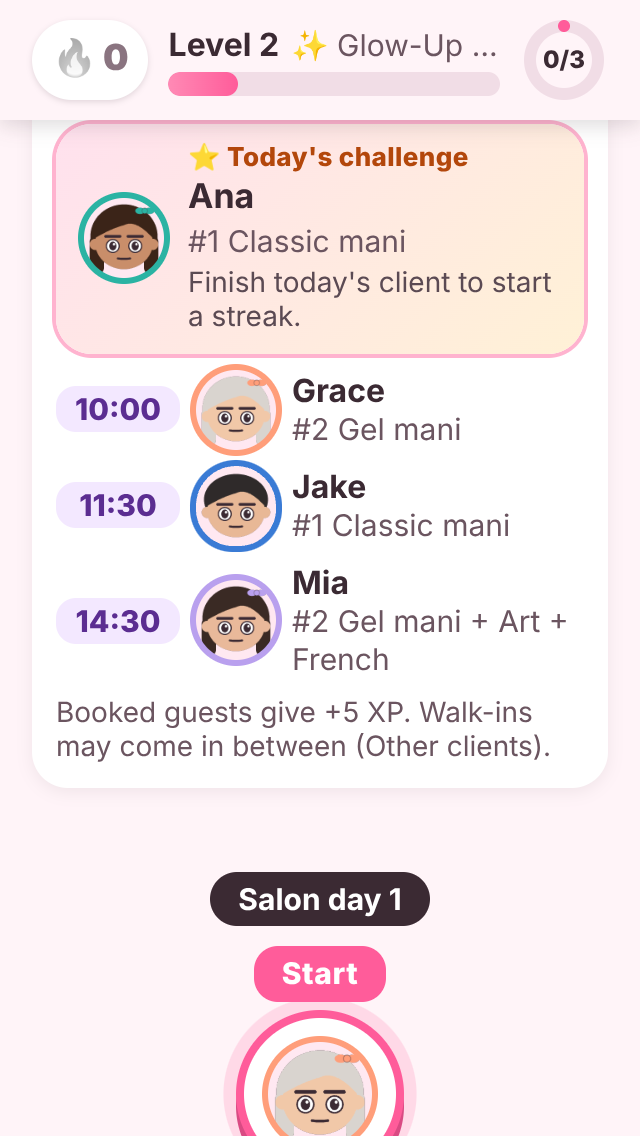 🔥 0
Level 2 ✨ Glow-Up ...
0/3
⭐ Today's challenge
Ana
#1 Classic mani
Finish today's client to start
a streak.
10:00
Grace
#2 Gel mani
11:30
Jake
#1 Classic mani
14:30
Mia
#2 Gel mani + Art +
French
Booked guests give +5 XP. Walk-ins
may come in between (Other clients).
Salon day 1
Start